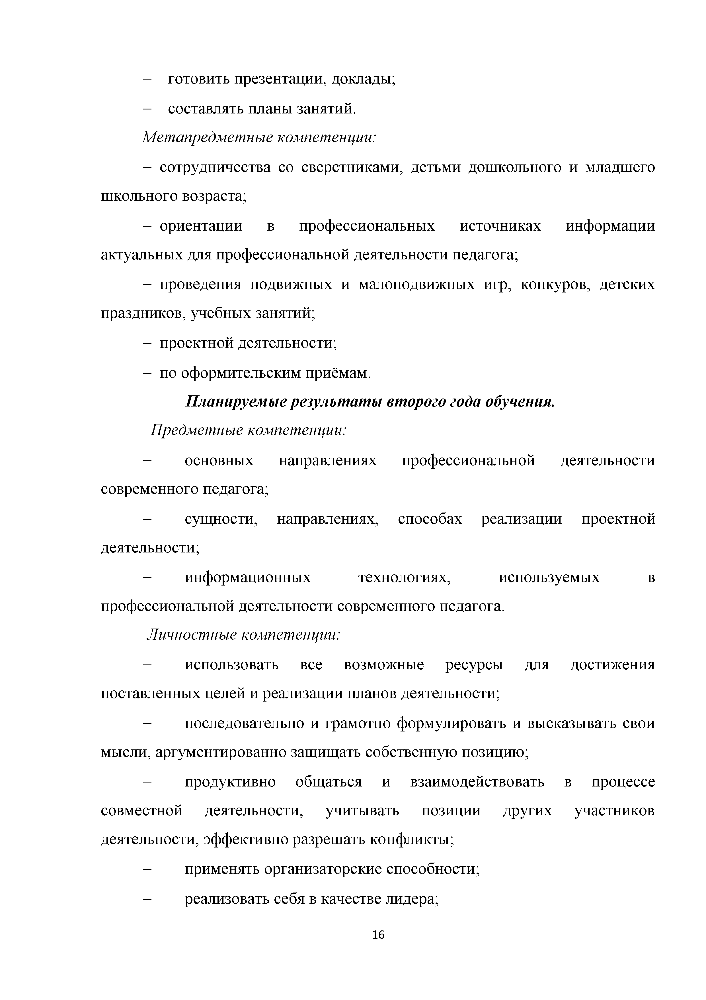 – готовить презентации, доклады;
– составлять планы занятий.
Метапредметные компетенции:
– сотрудничества со сверстниками, детьми дошкольного и младшего
школьного возраста;
– ориентации в профессиональных источниках информации
актуальных для профессиональной деятельности педагога;
– проведения подвижных и малоподвижных игр, конкуров, детских
праздников, учебных занятий;
– проектной деятельности;
– по оформительским приёмам.
Планируемые результаты второго года обучения.
Предметные компетенции:
– основных направлениях профессиональной деятельности
современного педагога;
– сущности, направлениях, способах реализации проектной
деятельности;
– информационных технологиях, используемых в
профессиональной деятельности современного педагога.
Личностные компетенции:
– использовать все возможные ресурсы для достижения
поставленных целей и реализации планов деятельности;
– последовательно и грамотно формулировать и высказывать свои
мысли, аргументированно защищать собственную позицию;
– продуктивно общаться и взаимодействовать в процессе
совместной деятельности, учитывать позиции других участников
деятельности, эффективно разрешать конфликты;
– применять организаторские способности;
– реализовать себя в качестве лидера;
16